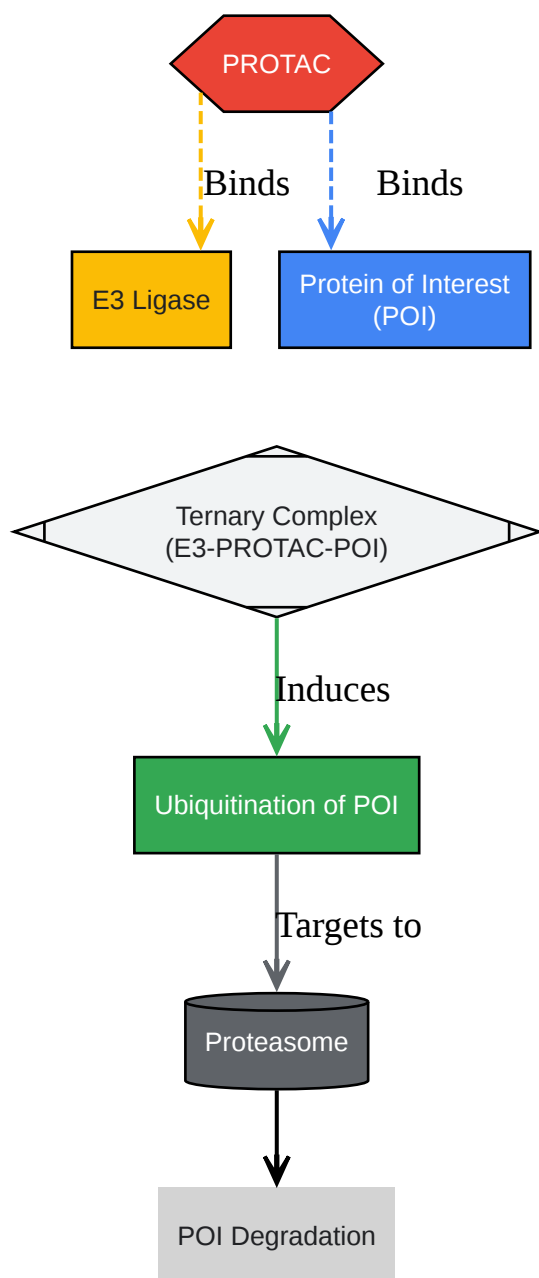 PROTAC
Binds
Binds
E3 Ligase
Protein of Interest
(POI)
Ternary Complex
(E3-PROTAC-POI)
Induces
Ubiquitination of POI
Targets to
Proteasome
POI Degradation